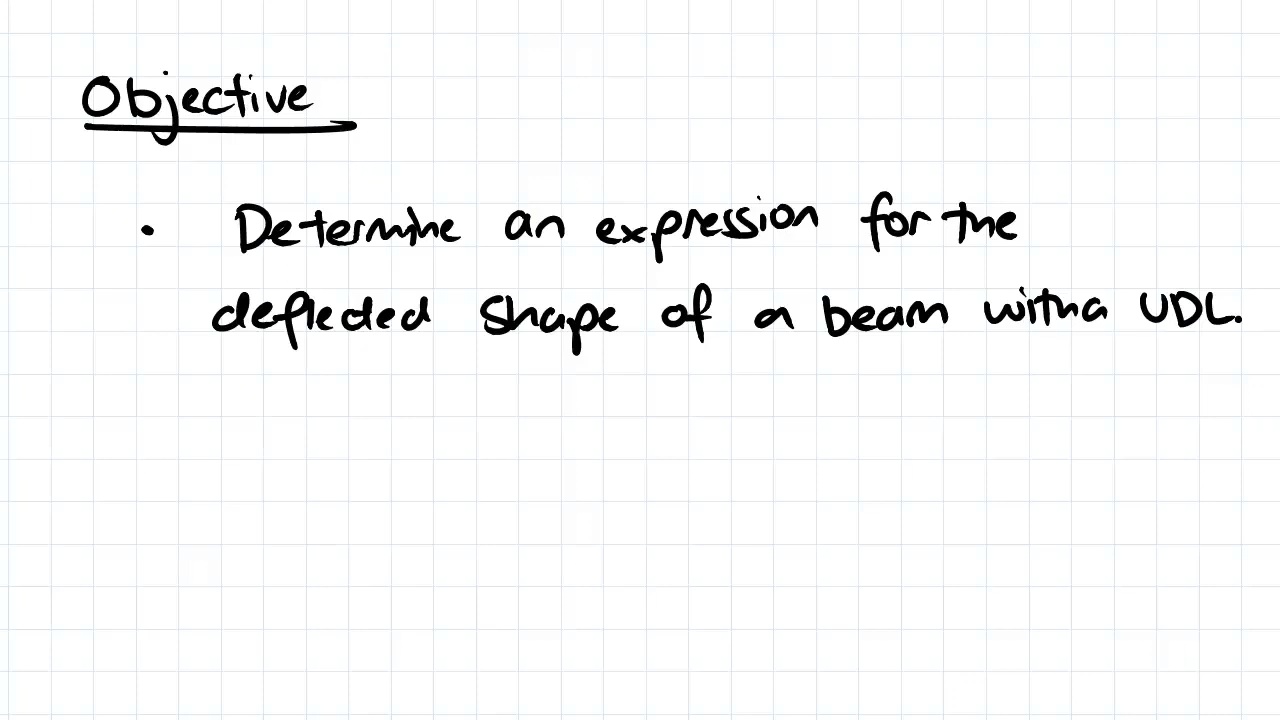 Objective
• Determine an expression for the
deflected shape of a beam with a UDL.